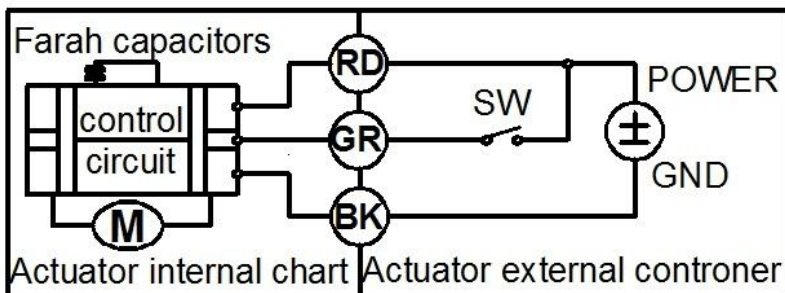 Farah capacitors
RD
POWER
SW
control
GR
circuit
GND
BK
M
Actuator internal chart
Actuator external controner